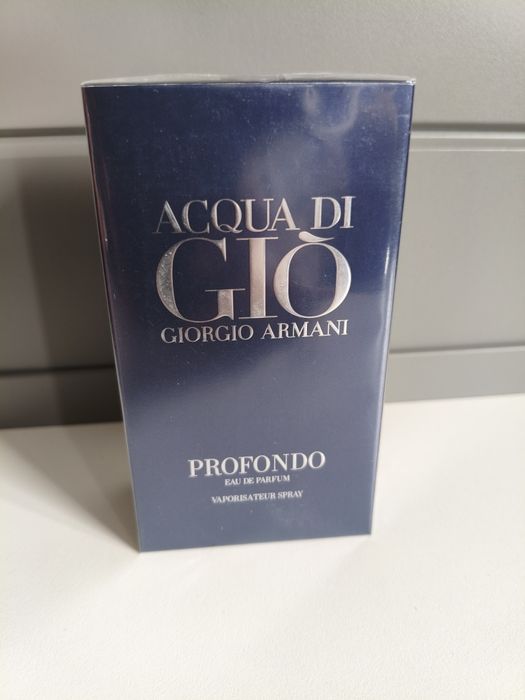 ACQUA DI
GIÒ
GIORGIO ARMANI
PROFONDO
EAU DE PARFUM
VAPORISATEUR SPRAY